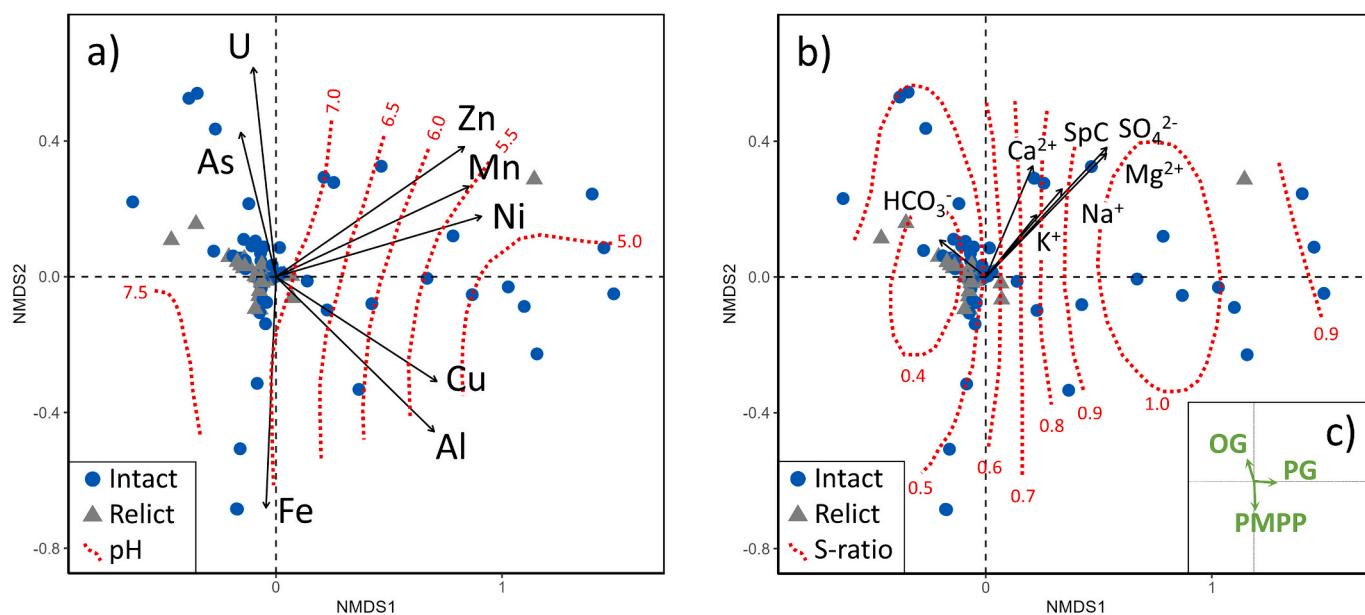 a)
U
As
Zn
Mn
Ni
Cu
Al
Fe
7.0
6.5
6.0
5.5
5.0
7.5
0.4
0.0
-0.4
-0.8
NMDS2
0
1
NMDS1
Intact
Relict
pH
b)
Ca²⁺
SpC
SO₄²⁻
Mg²⁺
HCO₃⁻
Na⁺
K⁺
0.4
0.5
0.6
0.7
0.8
0.9
1.0
0.9
0.4
0.0
-0.4
-0.8
NMDS2
0
1
NMDS1
Intact
Relict
S-ratio
c)
OG
PG
PMPP